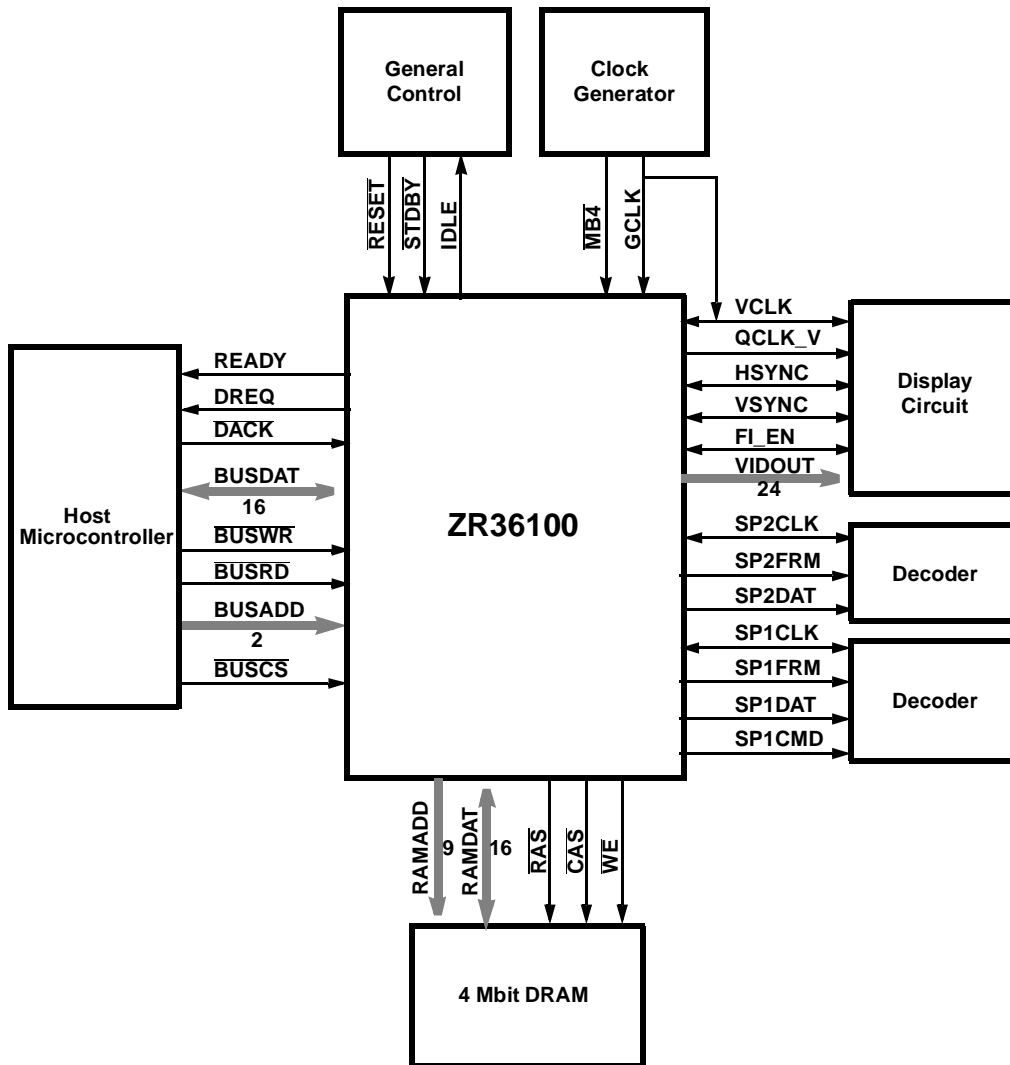 General
Control
Clock
Generator
RESET
STDBY
IDLE
MB4
GCLK
READY
DREQ
DACK
BUSDAT
16
Host
Microcontroller
BUSWR
BUSRD
BUSADD
2
BUSCS
ZR36100
VCLK
QCLK_V
HSYNC
VSYNC
FI_EN
VIDOUT
24
Display
Circuit
SP2CLK
SP2FRM
SP2DAT
Decoder
SP1CLK
SP1FRM
SP1DAT
SP1CMD
Decoder
RAMADD
9
RAMDAT
16
RAS
CAS
WE
4 Mbit DRAM